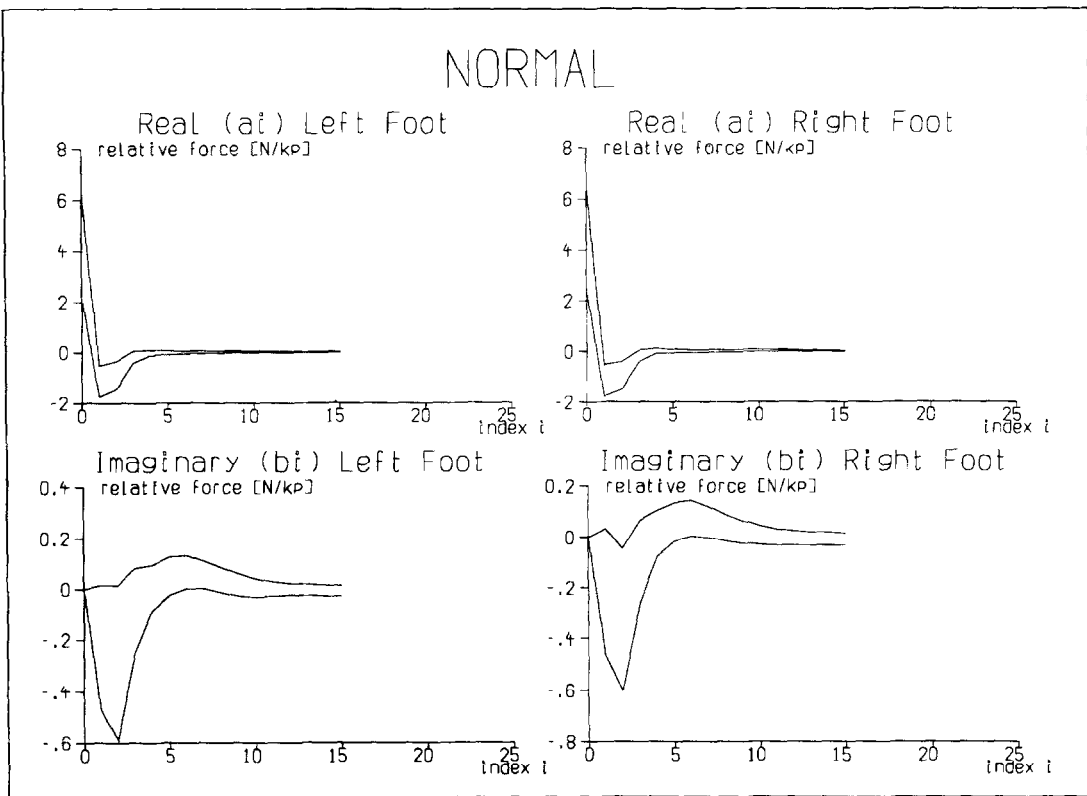 NORMAL
Real (ai) Left Foot
relative force [N/kp]
8
6
4
2
0
-2
0 5 10 15 20 25
index i
Real (ai) Right Foot
relative force [N/kp]
8
6
4
2
0
-2
0 5 10 15 20 25
index i
Imaginary (bi) Left Foot
relative force [N/kp]
0.4
0.2
0
-.2
-.4
-.6
0 5 10 15 20 25
index i
Imaginary (bi) Right Foot
relative force [N/kp]
0.2
0
-.2
-.4
-.6
-.8
0 5 10 15 20 25
index i